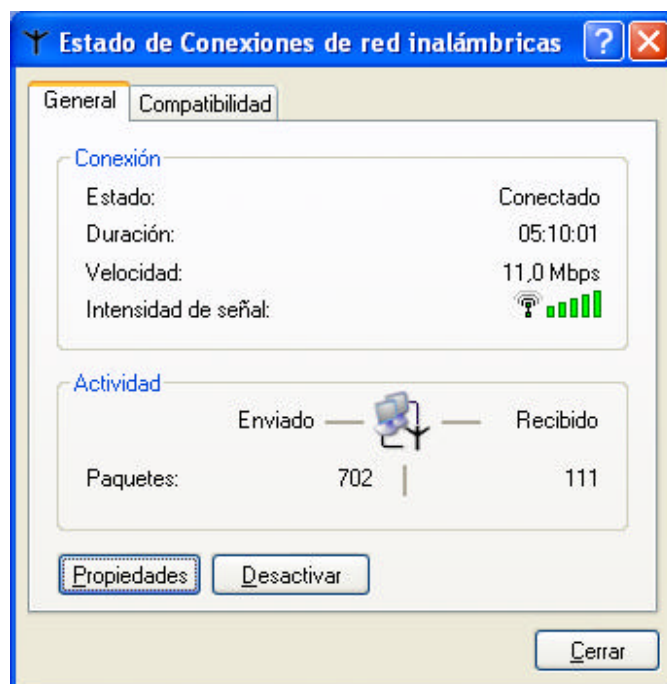 Estado de Conexiones de red inalámbricas
General Compatibilidad
Conexión
Estado: Conectado
Duración: 05:10:01
Velocidad: 11,0 Mbps
Intensidad de señal:
Actividad
Enviado Recibido
Paquetes: 702 111
Propiedades Desactivar
Cerrar